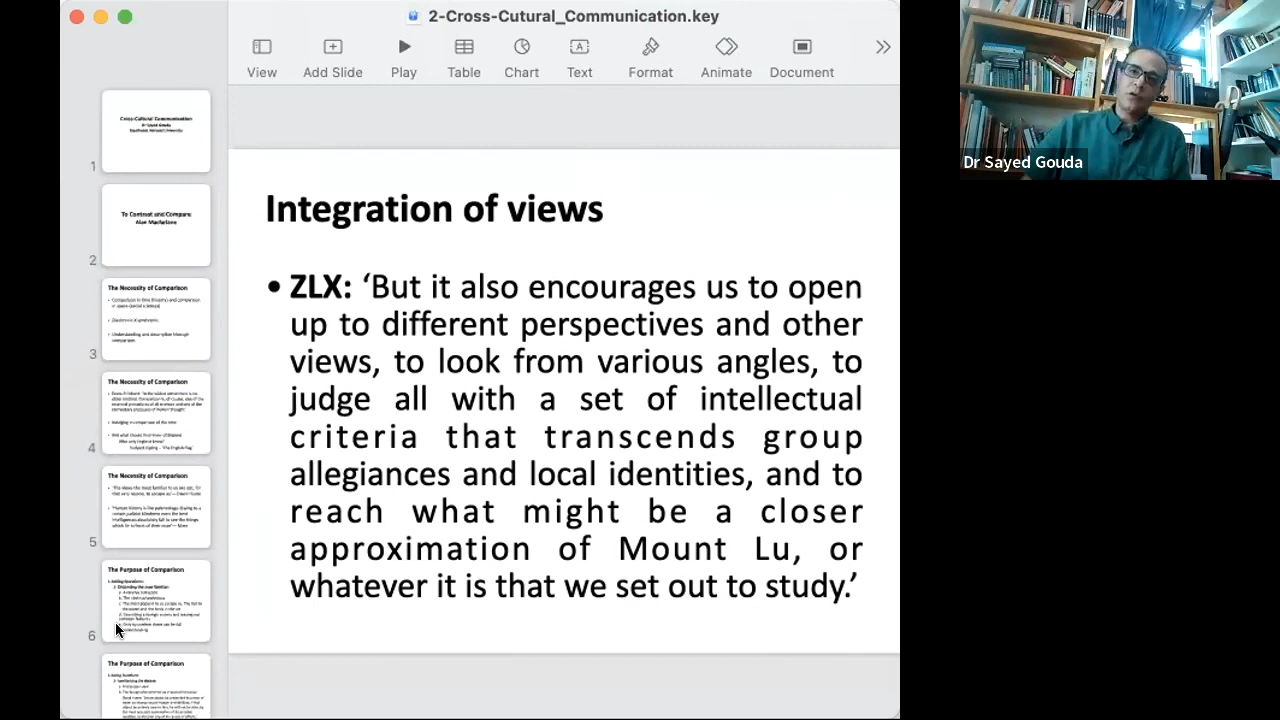 2-Cross-Cutural_Communication.key
View Add Slide Play Table Chart Text Format Animate Document
Cross-Cultural Communication
Dr Sayed Gouda
1
To Contrast and Compare
Alan Macfarlane
2
The Necessity of Comparison
3
The Necessity of Comparison
4
The Necessity of Comparison
5
The Purpose of Comparison
6
The Purpose of Comparison
Integration of views
• ZLX: ‘But it also encourages us to open
up to different perspectives and other
views, to look from various angles, to
judge all with a set of intellectual
criteria that transcends group
allegiances and local identities, and to
reach what might be a closer
approximation of Mount Lu, or
whatever it is that we set out to study.’
Dr Sayed Gouda